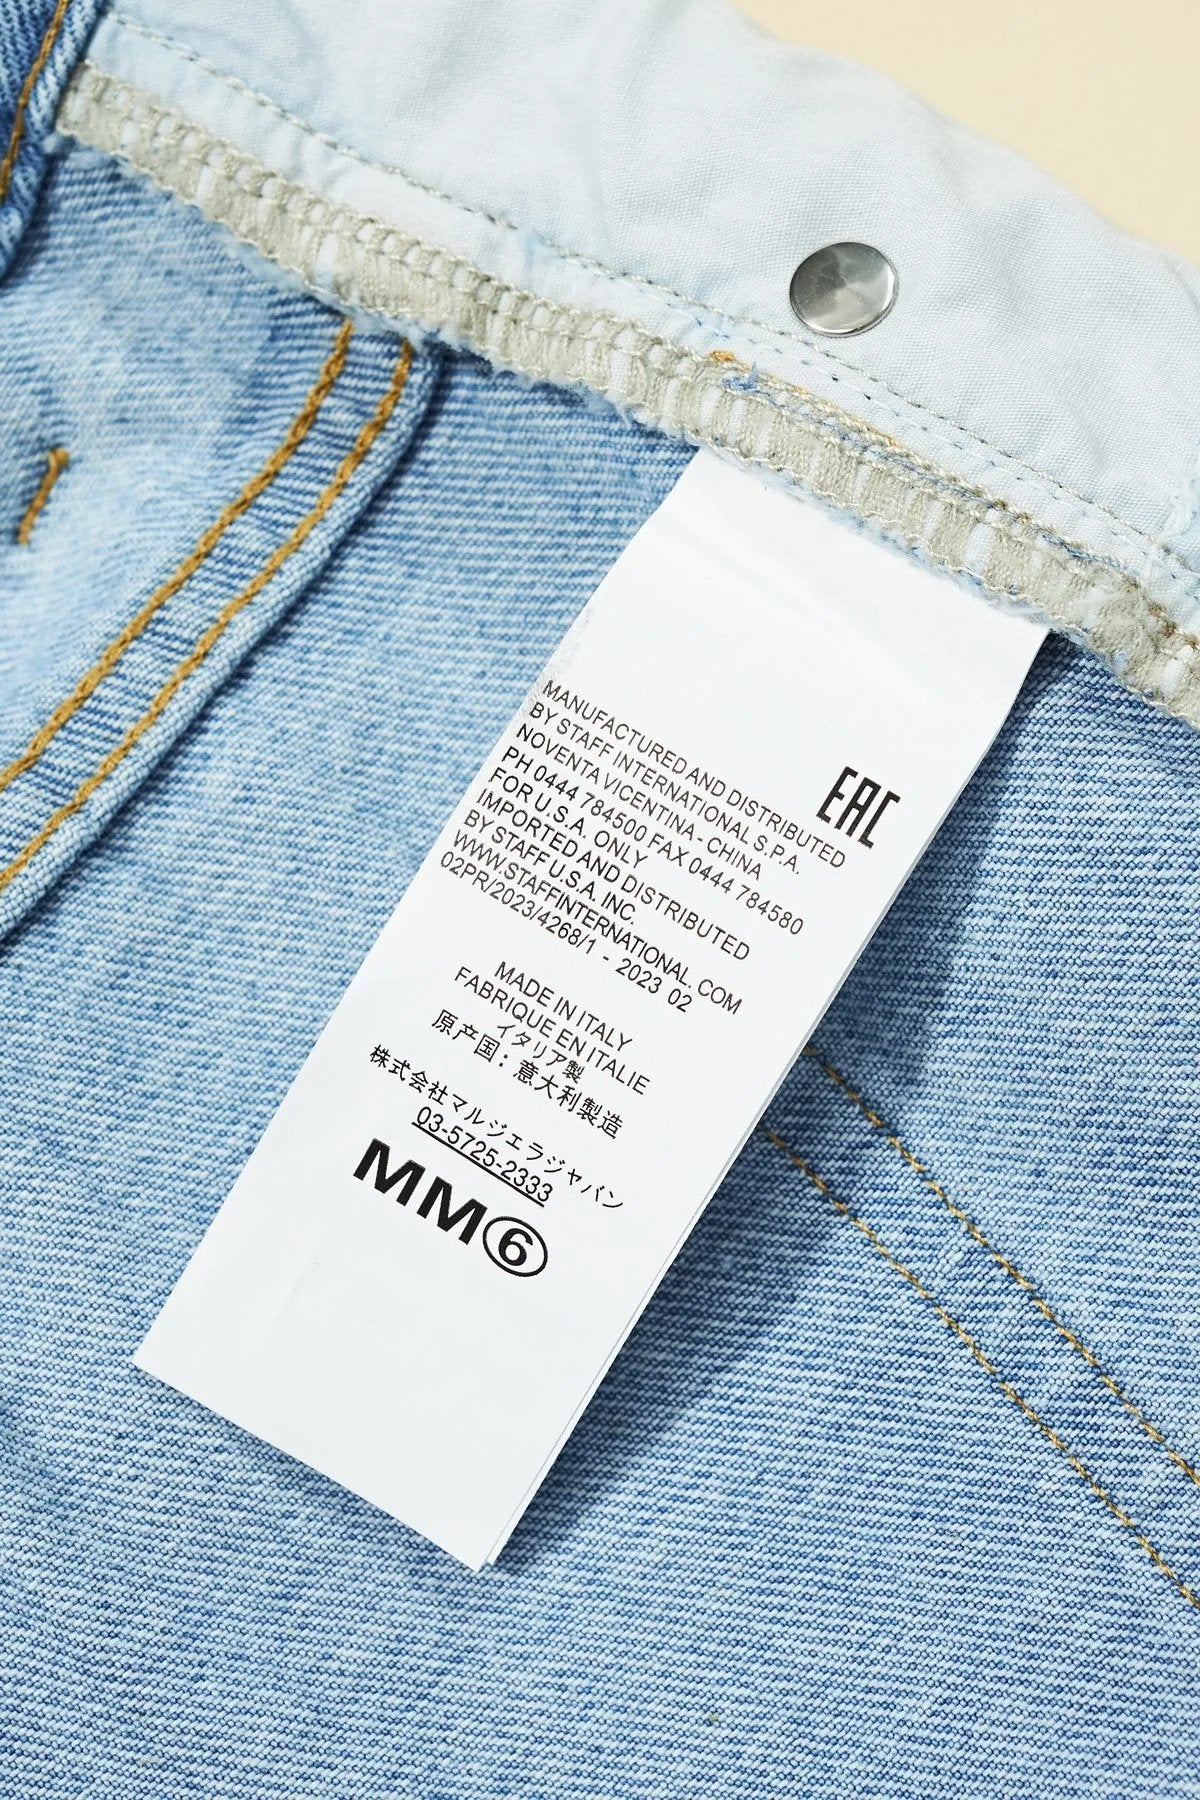 MANUFACTURED AND DISTRIBUTED
BY STAFF INTERNATIONAL S.P.A.
NOVENTA VICENTINA - CHINA
PH 0444 784500 FAX 0444 784580
FOR U.S.A. ONLY
IMPORTED AND DISTRIBUTED
BY STAFF U.S.A. INC.
WWW.STAFFINTERNATIONAL.COM
02PR/2023/4268/1 - 2023 02
EAC
MADE IN ITALY
FABRIQUE EN ITALIE
イタリア製
原产国：意大利製造
株式会社マルジェラジャパン
03-5725-2333
MM⑥